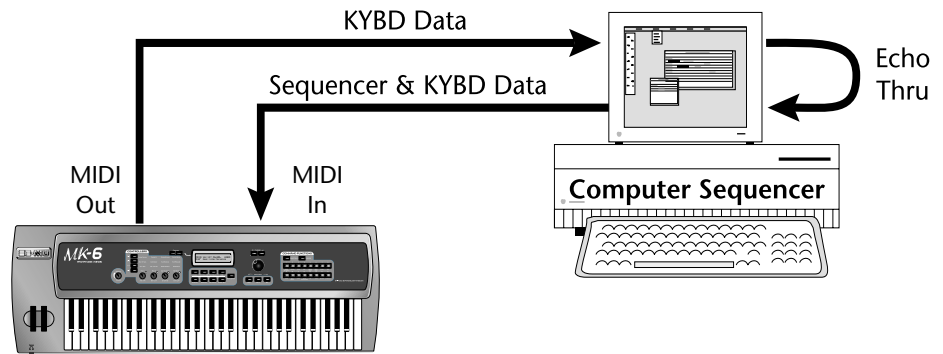 KYBD Data
Echo
Thru
Sequencer & KYBD Data
MIDI
Out
MIDI
In
Computer Sequencer
MK-6